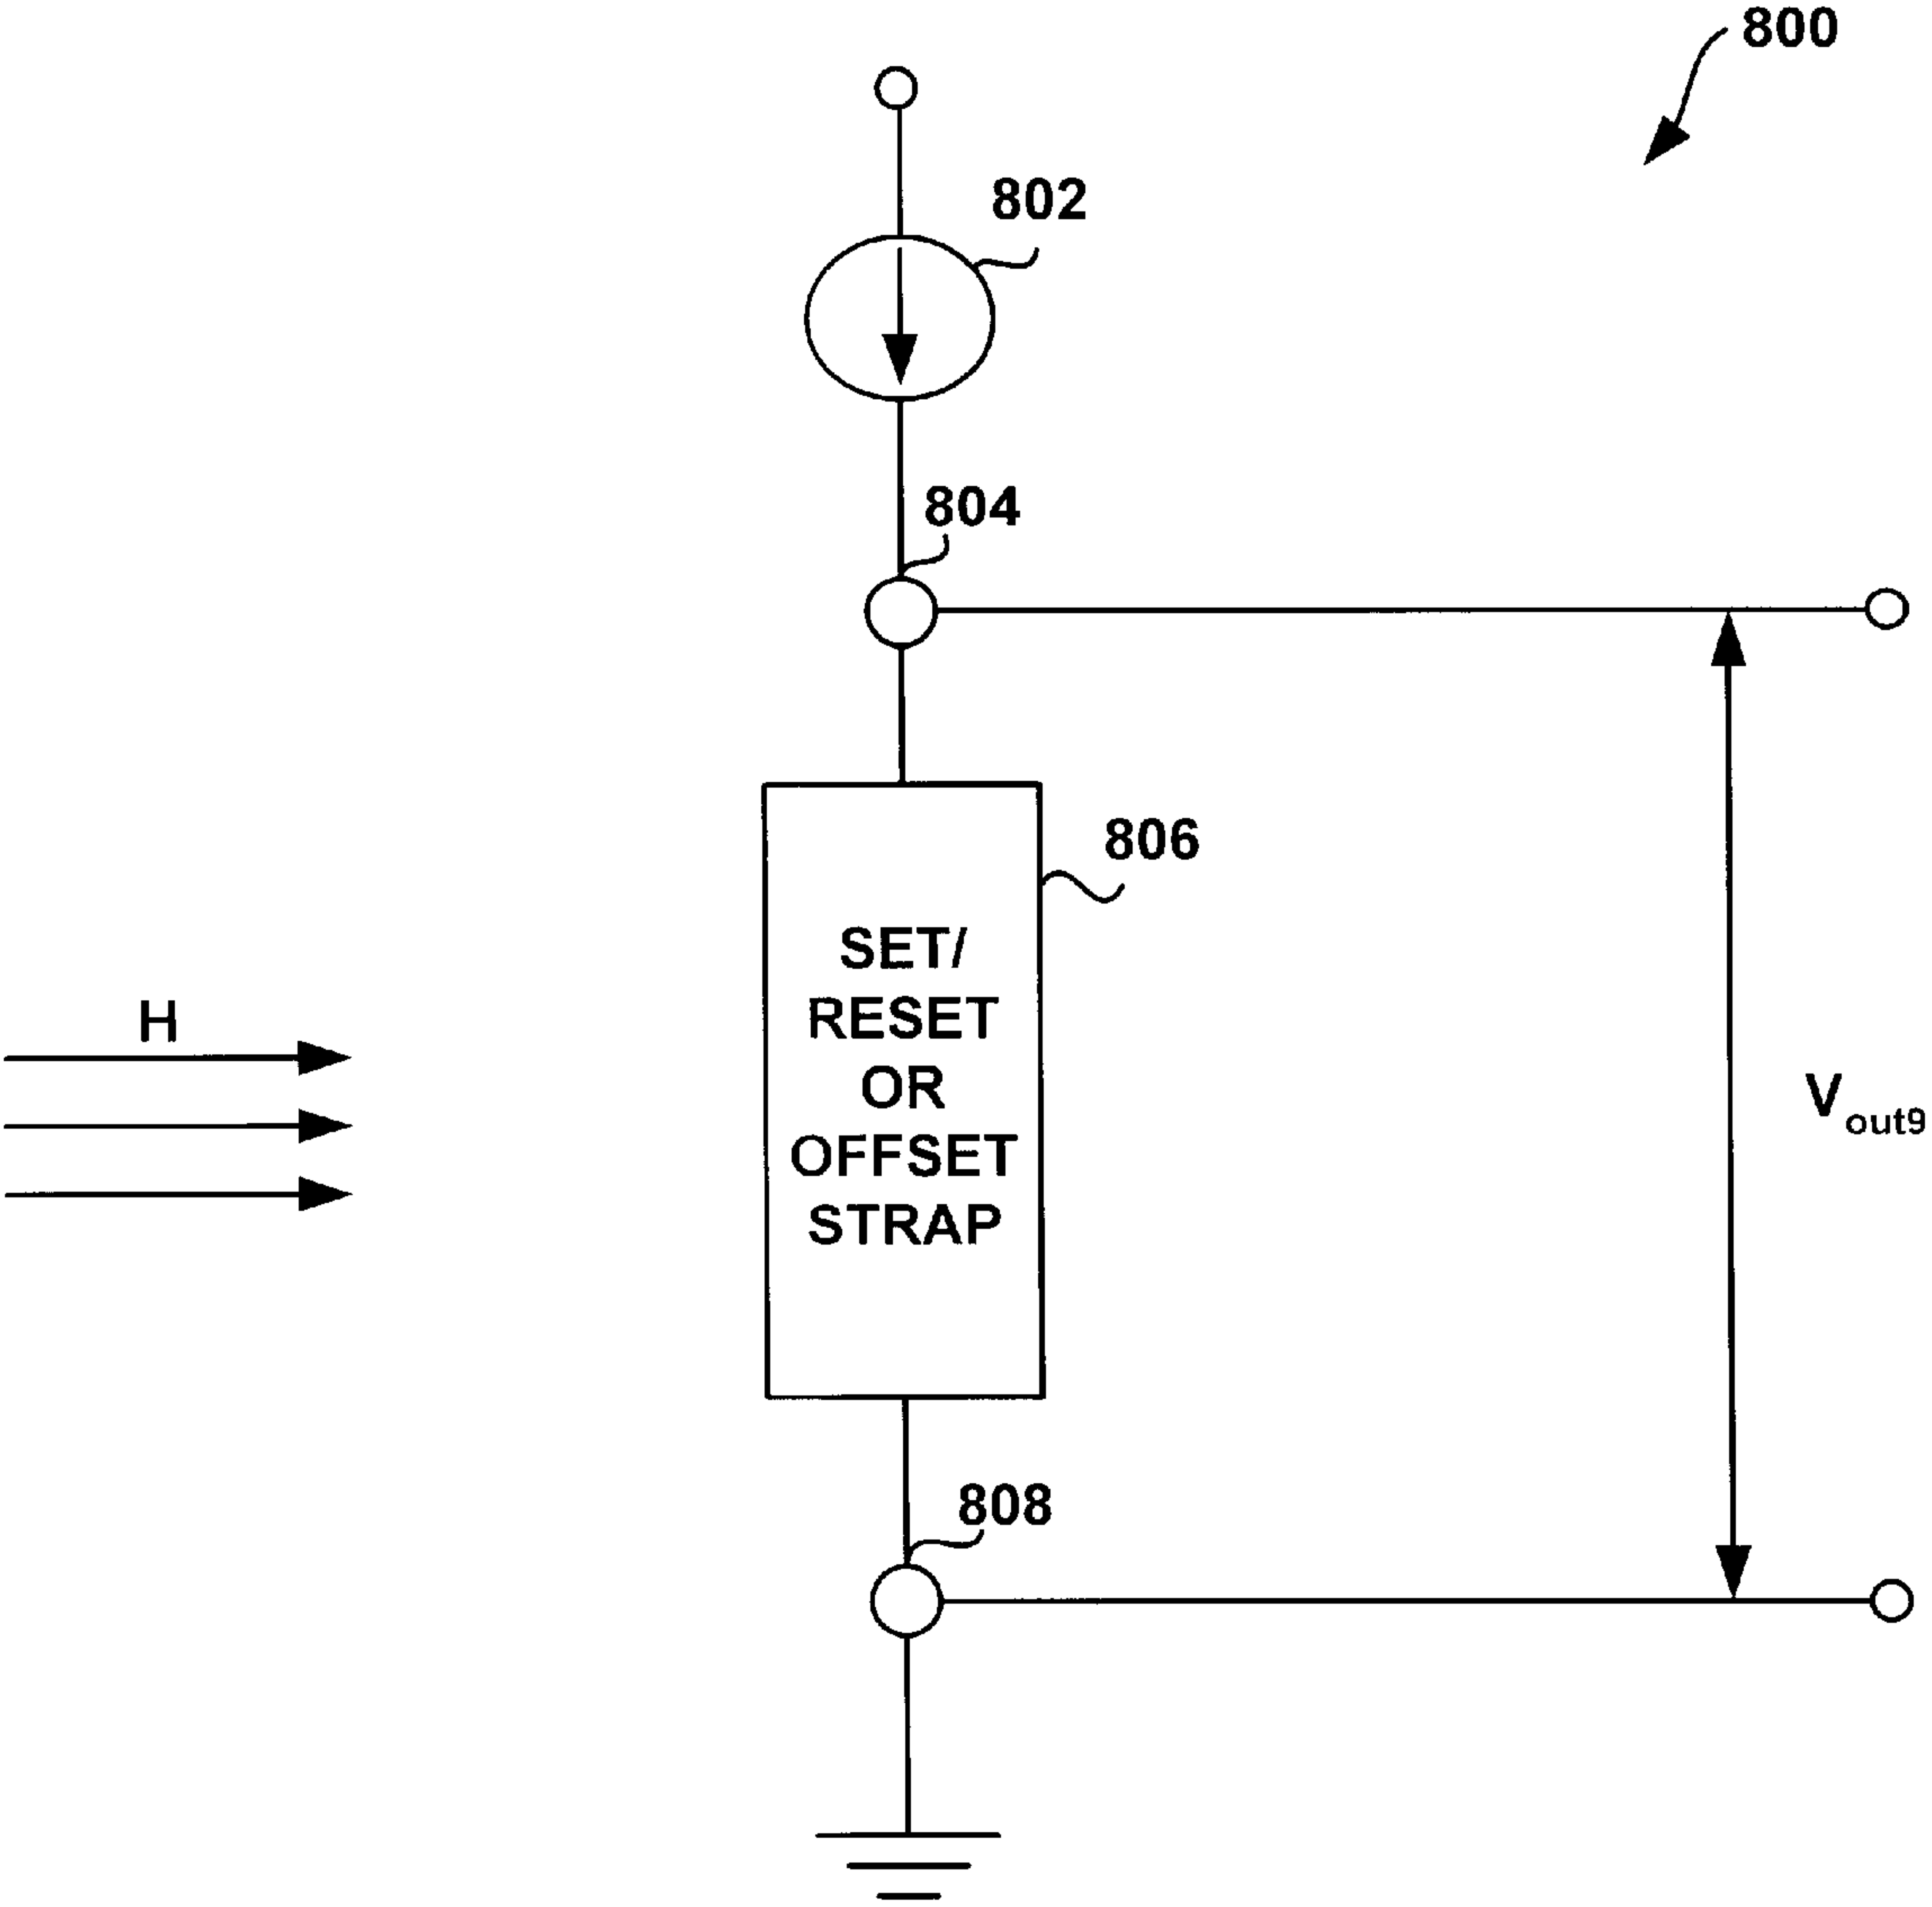 800
802
804
806
SET/
RESET
OR
OFFSET
STRAP
H
Vout9
808